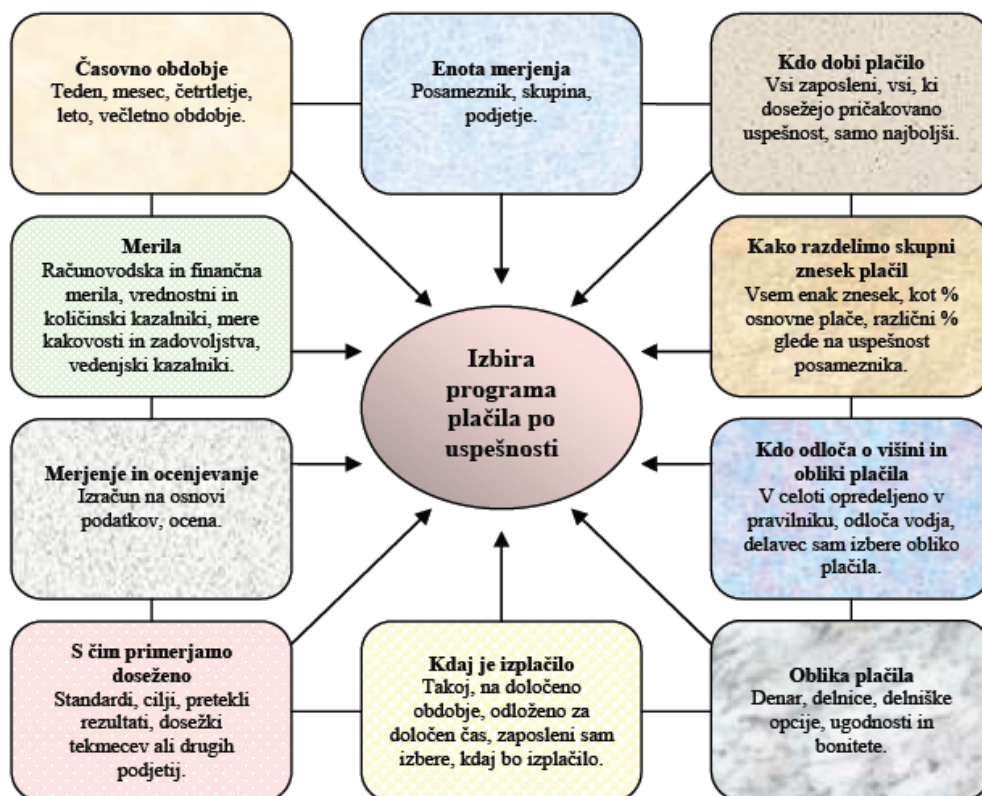 Časovno obdobje
Teden, mesec, četrtletje,
leto, večletno obdobje.
Enota merjenja
Posameznik, skupina,
podjetje.
Kdo dobi plačilo
Vsi zaposleni, vsi, ki
dosežejo pričakovano
uspešnost, samo najboljši.
Merila
Računovodska in finančna
merila, vrednostni in
količinski kazalniki, mere
kakovosti in zadovoljstva,
vedenjski kazalniki.
Izbira
programa
plačila po
uspešnosti
Kako razdelimo skupni
znesek plačil
Vsem enak znesek, kot %
osnovne plače, različni %
glede na uspešnost
posameznika.
Merjenje in ocenjevanje
Izračun na osnovi
podatkov, ocena.
Kdo odloča o višini in
obliki plačila
V celoti opredeljeno v
pravilniku, odloča vodja,
delavec sam izbere obliko
plačila.
S čim primerjamo
doseženo
Standardi, cilji, pretekli
rezultati, dosežki
tekmecev ali drugih
podjetij.
Kdaj je izplačilo
Takoj, na določeno
obdobje, odloženo za
določen čas, zaposleni sam
izbere, kdaj bo izplačilo.
Oblika plačila
Denar, delnice, delniške
opcije, ugodnosti in
bonitete.